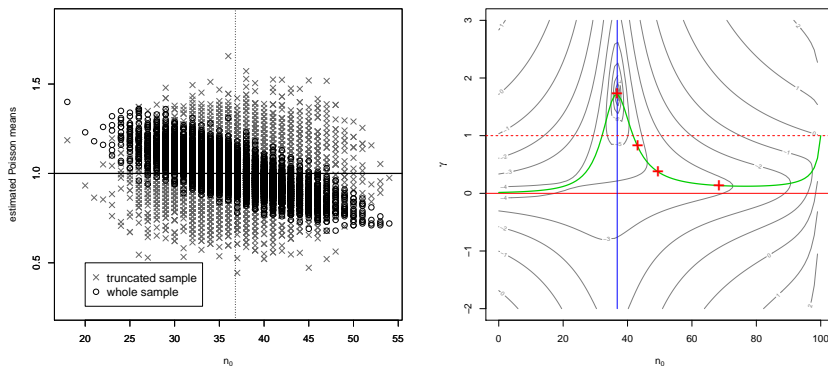 estimated Poisson means
1.5
1.0
0.5
× truncated sample
○ whole sample
20 25 30 35 40 45 50 55
n₀
γ
3
2
1
0
-1
-2
0 20 40 60 80 100
n₀